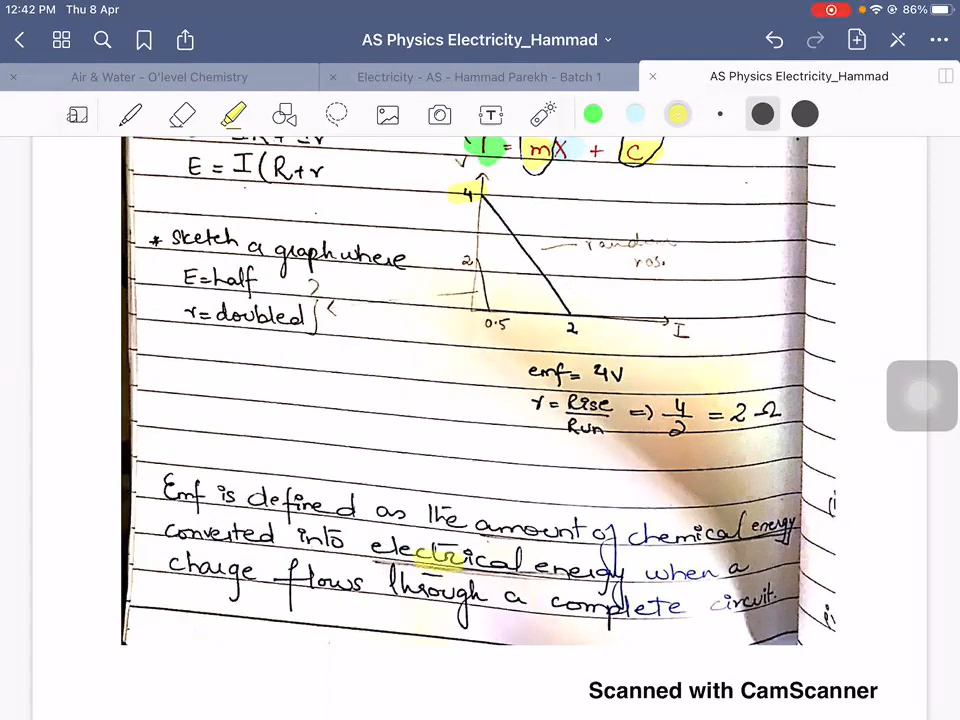 12:42 PM Thu 8 Apr
86%
AS Physics Electricity_Hammad
Air & Water - O'level Chemistry
Electricity - AS - Hammad Parekh - Batch 1
AS Physics Electricity_Hammad
E = I(R+r
= mX + C
V
4
* Sketch a graph where
E=half
r=doubled
2
random
res.
0.5
2
I
emf = 4V
r = Rise/Run => 4/2 = 2 Ω
Emf is defined as the amount of chemical energy
converted into electrical energy when a
charge flows through a complete circuit.
Scanned with CamScanner